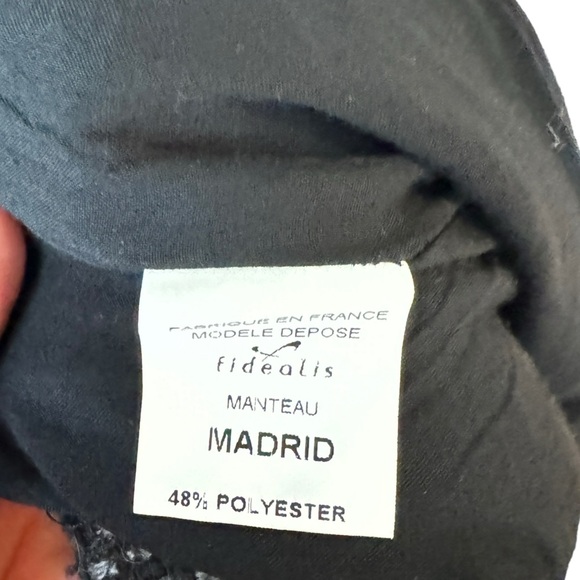 FABRIQUE EN FRANCE
MODELE DEPOSE
fidealis
MANTEAU
MADRID
48% POLYESTER